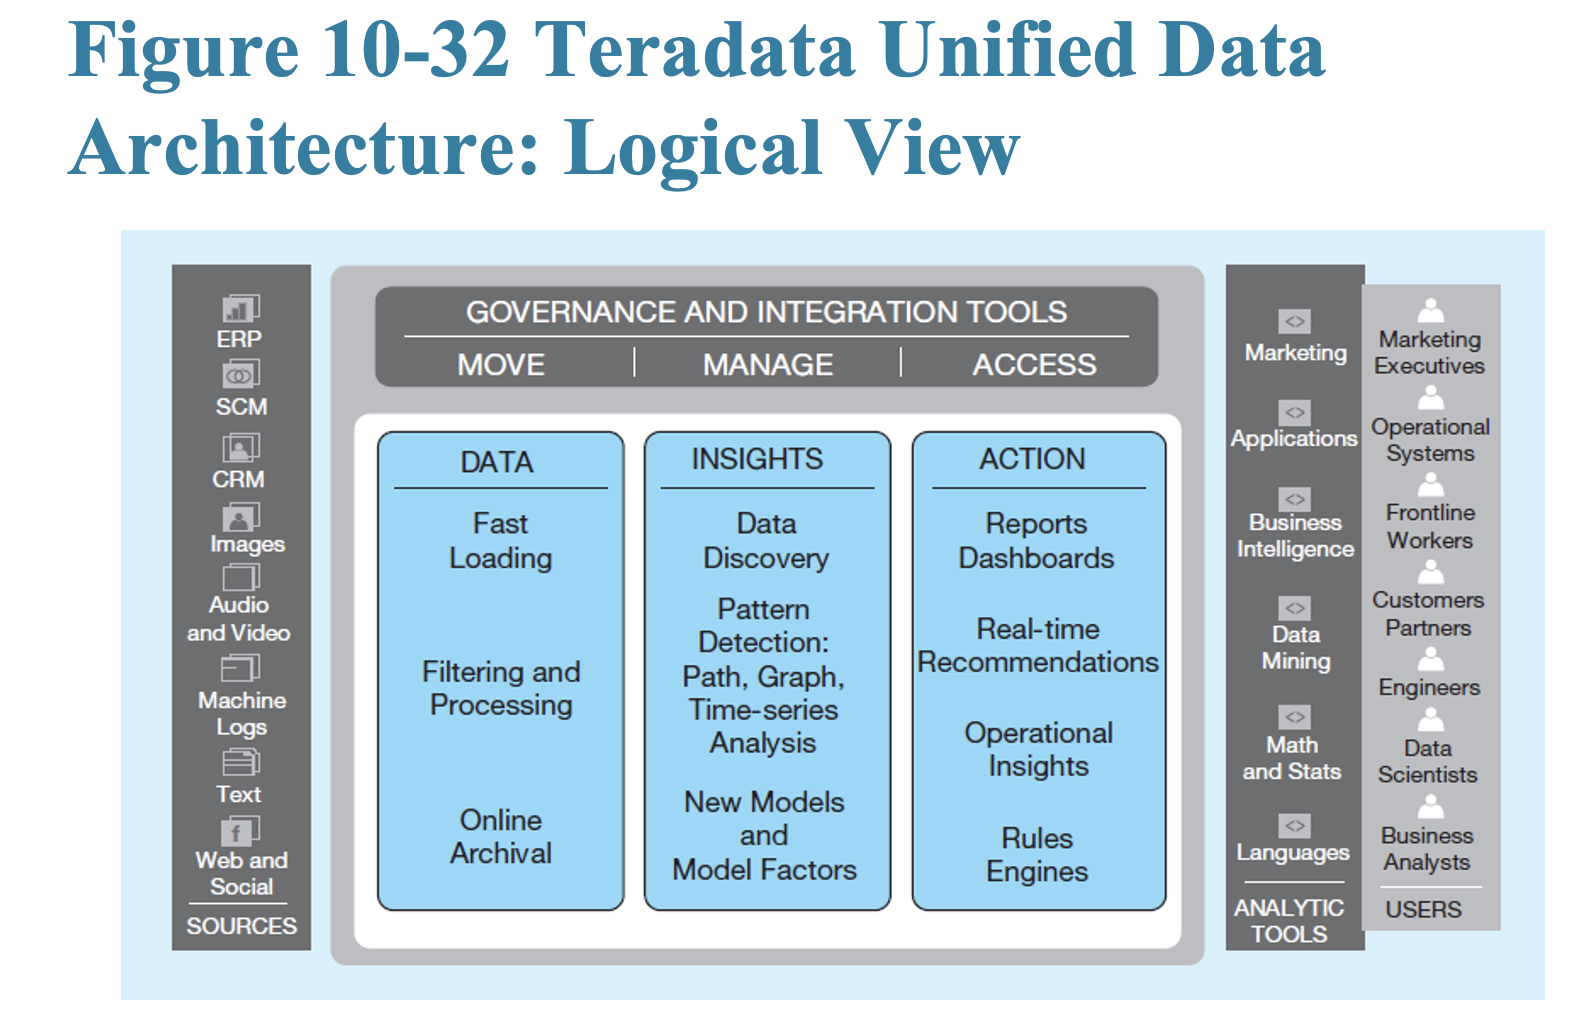 Figure 10-32 Teradata Unified Data
Architecture: Logical View
ERP
SCM
CRM
Images
Audio
and Video
Machine
Logs
Text
f
Web and
Social
SOURCES
GOVERNANCE AND INTEGRATION TOOLS
MOVE | MANAGE | ACCESS
DATA
Fast
Loading
Filtering and
Processing
Online
Archival
INSIGHTS
Data
Discovery
Pattern
Detection:
Path, Graph,
Time-series
Analysis
New Models
and
Model Factors
ACTION
Reports
Dashboards
Real-time
Recommendations
Operational
Insights
Rules
Engines
<>
Marketing
<>
Applications
<>
Business
Intelligence
<>
Data
Mining
<>
Math
and Stats
<>
Languages
ANALYTIC
TOOLS
Marketing
Executives
Operational
Systems
Frontline
Workers
Customers
Partners
Engineers
Data
Scientists
Business
Analysts
USERS